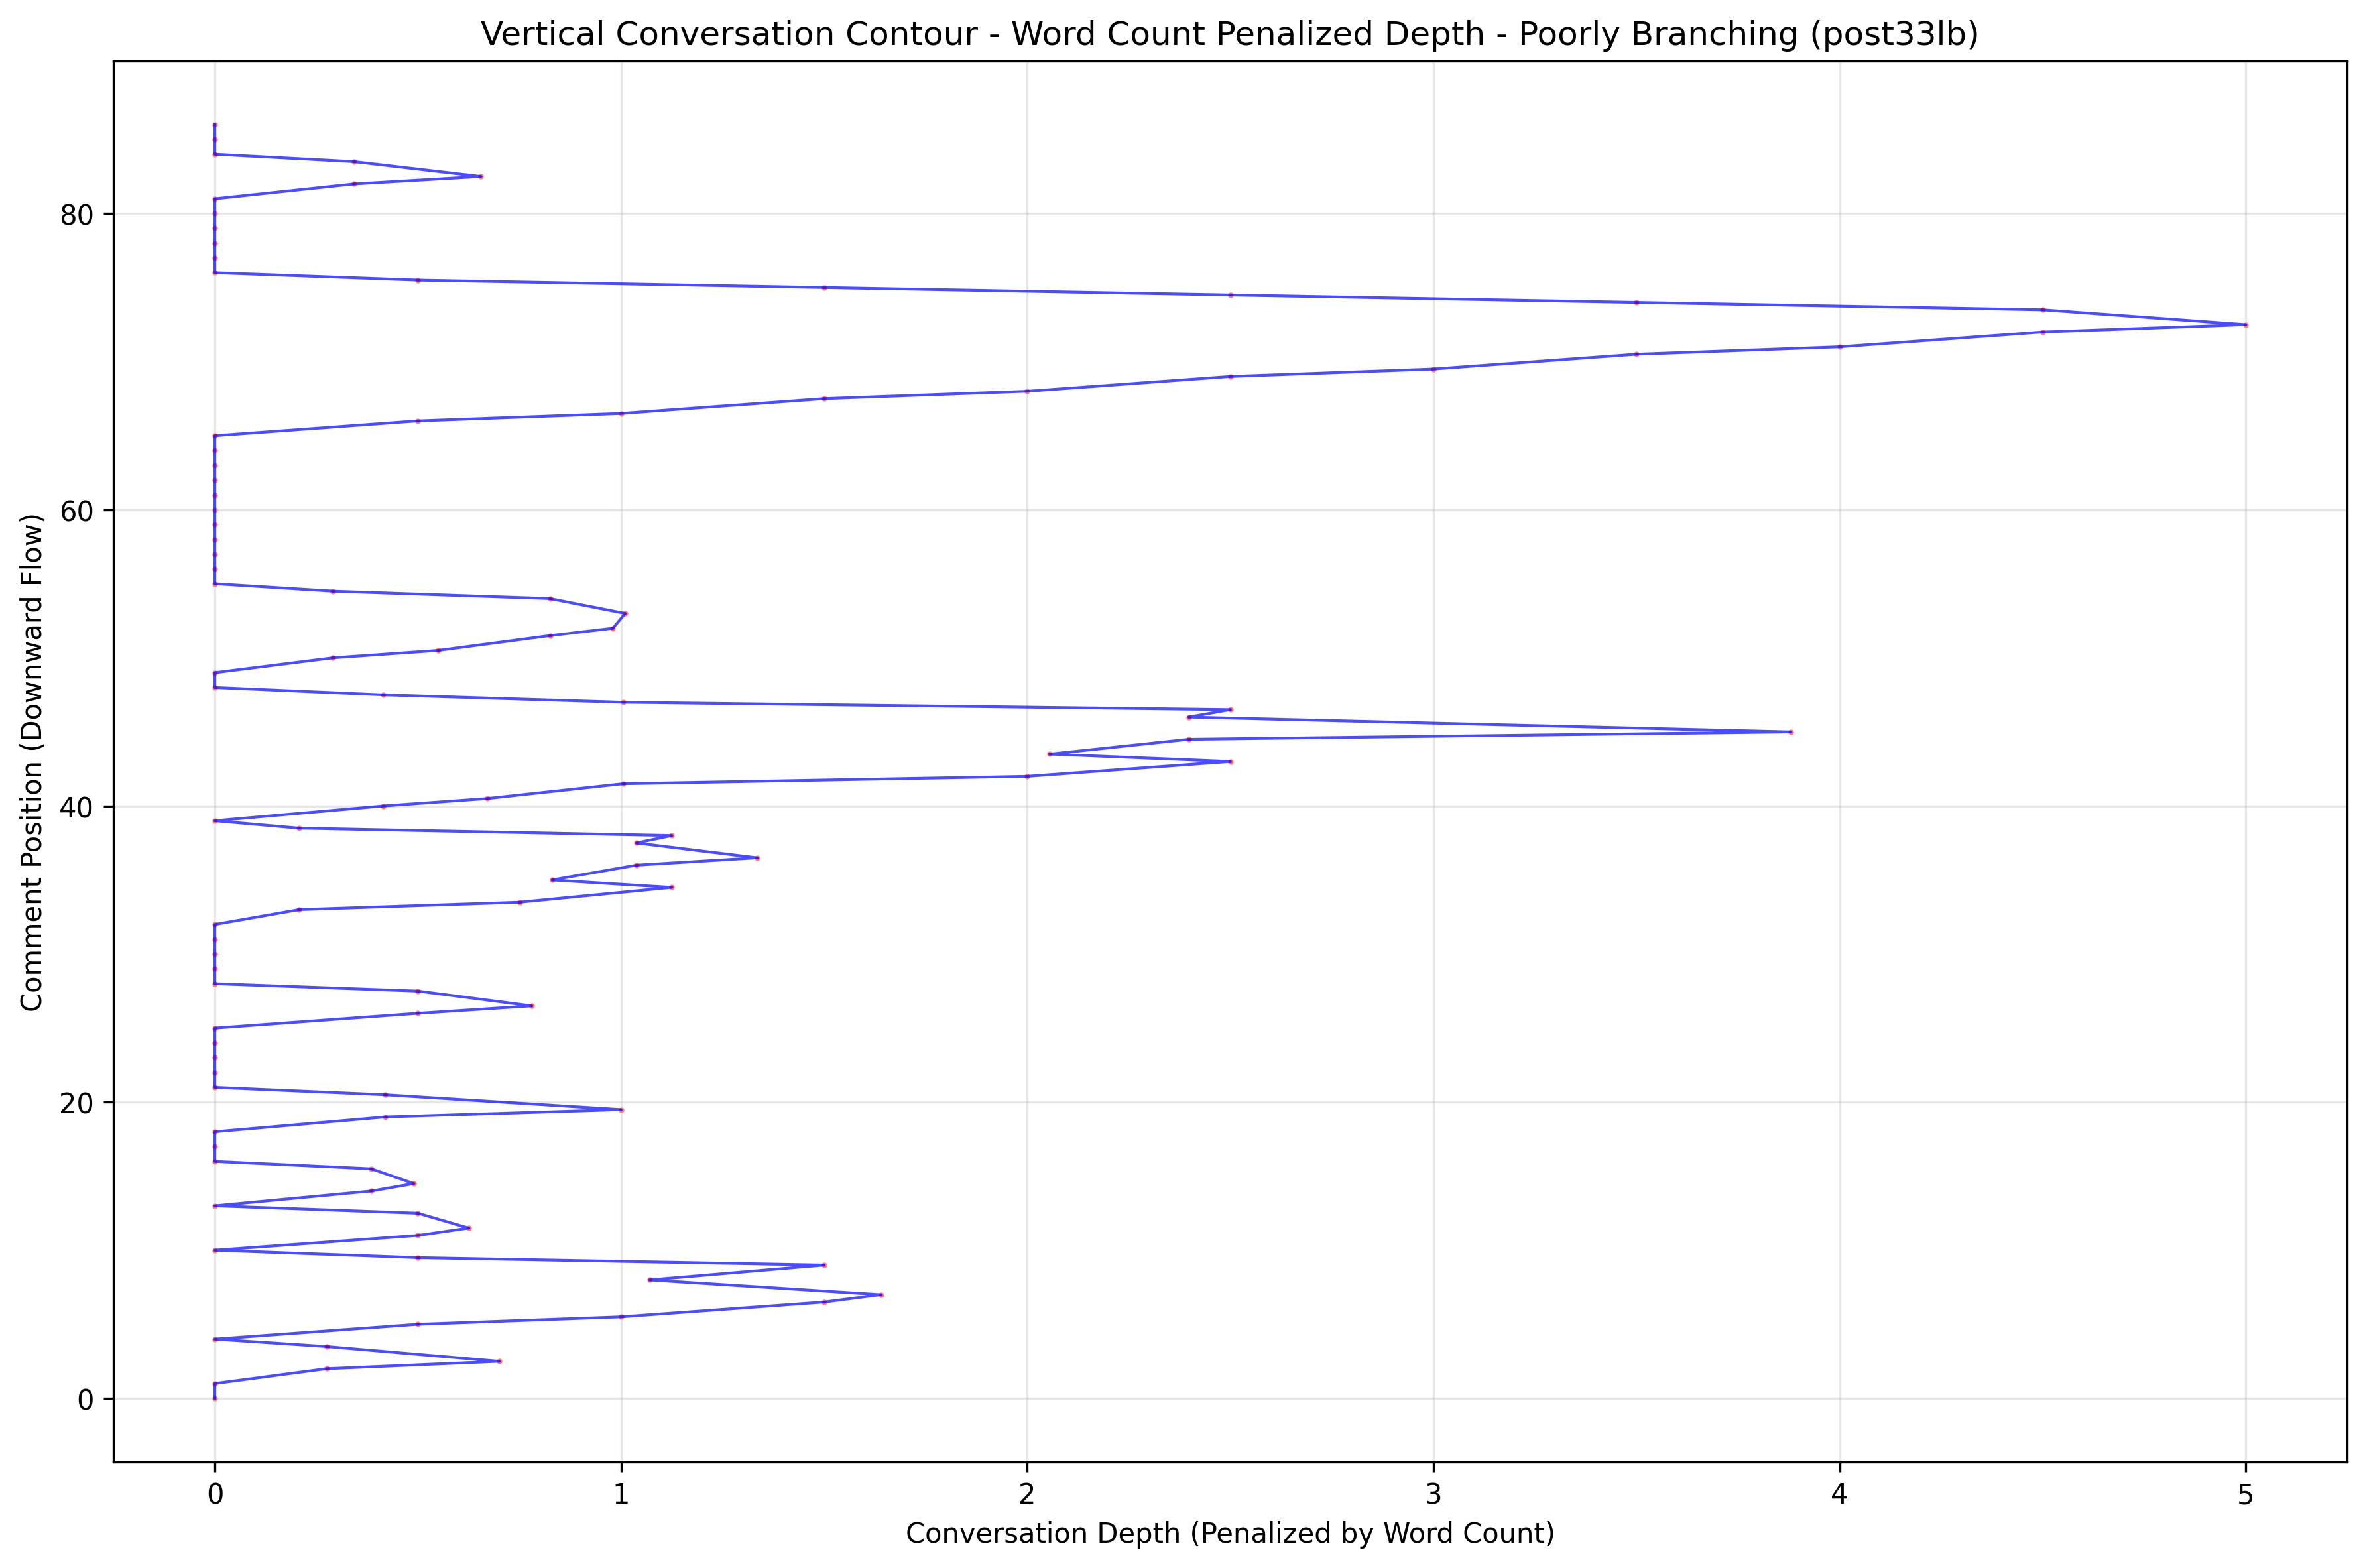 Vertical Conversation Contour - Word Count Penalized Depth - Poorly Branching (post33lb)
Comment Position (Downward Flow)
80
60
40
20
0
0 1 2 3 4 5
Conversation Depth (Penalized by Word Count)